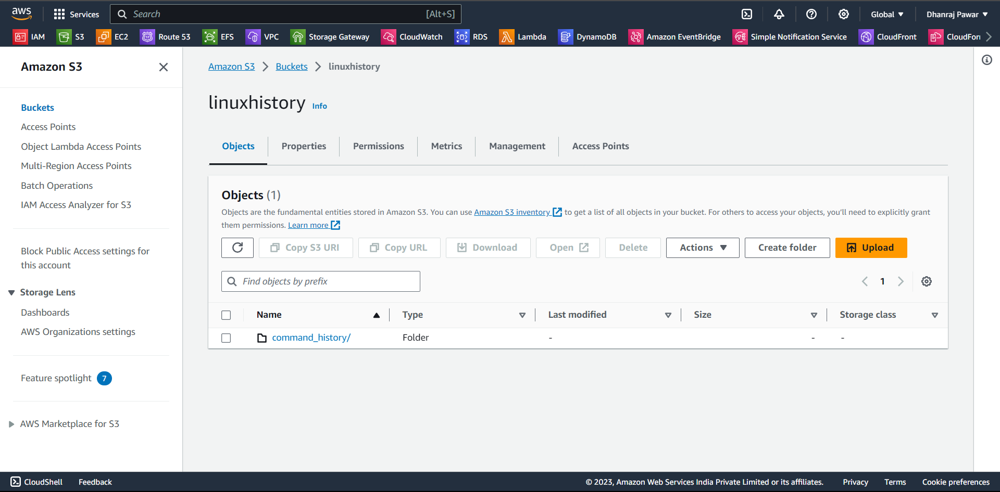 aws Services Search [Alt+S] Global Dhanraj Pawar
IAM S3 EC2 Route 53 EFS VPC Storage Gateway CloudWatch RDS Lambda DynamoDB Amazon EventBridge Simple Notification Service CloudFront CloudFor
Amazon S3
Buckets
Access Points
Object Lambda Access Points
Multi-Region Access Points
Batch Operations
IAM Access Analyzer for S3
Block Public Access settings for
this account
Storage Lens
Dashboards
AWS Organizations settings
Feature spotlight 7
AWS Marketplace for S3
Amazon S3 Buckets linuxhistory
linuxhistory Info
Objects Properties Permissions Metrics Management Access Points
Objects (1)
Objects are the fundamental entities stored in Amazon S3. You can use Amazon S3 inventory to get a list of all objects in your bucket. For others to access your objects, you'll need to explicitly grant
them permissions. Learn more
Copy S3 URI Copy URL Download Open Delete Actions Create folder Upload
Find objects by prefix 1
Name Type Last modified Size Storage class
command_history/ Folder - - -
CloudShell Feedback © 2023, Amazon Web Services India Private Limited or its affiliates. Privacy Terms Cookie preferences